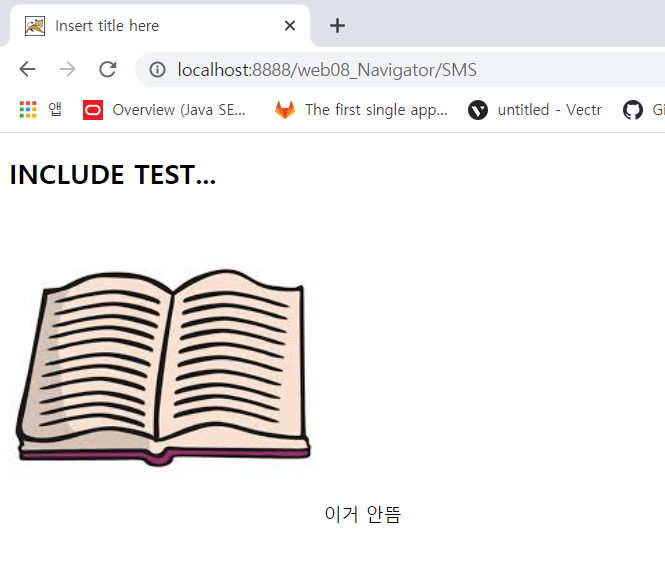 Insert title here
localhost:8888/web08_Navigator/SMS
앱 Overview (Java SE... The first single app... untitled - Vectr Gi
INCLUDE TEST...
이거 안뜸